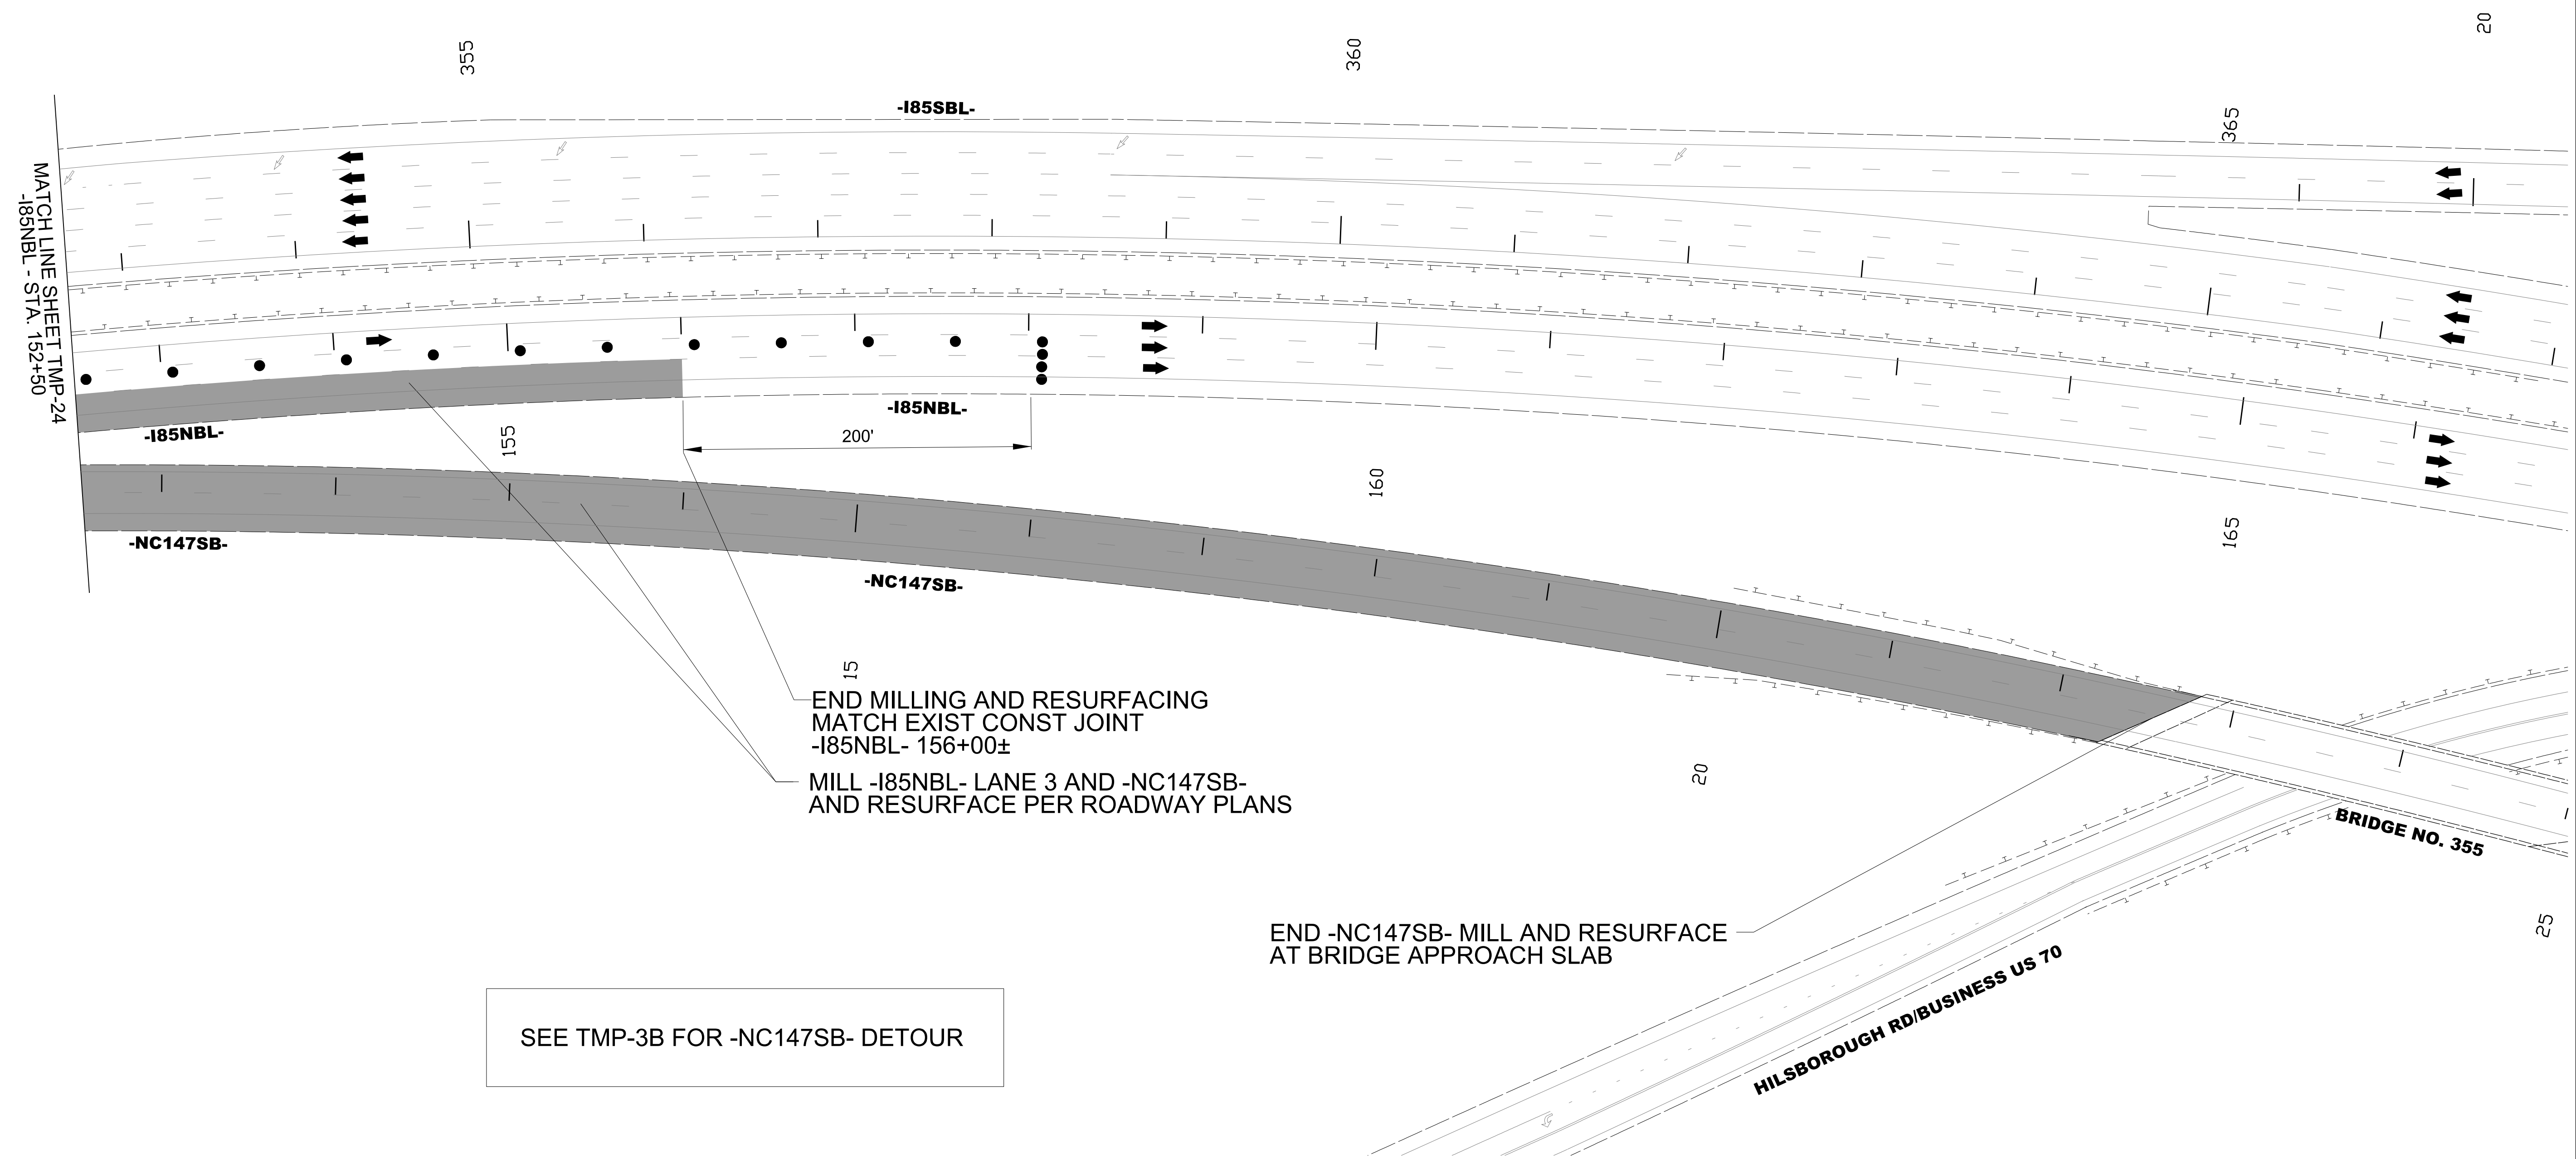 20
355
360
-I85SBL-
365
MATCH LINE SHEET TMP-24
-I85NBL - STA. 152+50
-I85NBL-
-I85NBL-
155
200'
160
165
-NC147SB-
-NC147SB-
15
END MILLING AND RESURFACING
MATCH EXIST CONST JOINT
-I85NBL- 156+00±
MILL -I85NBL- LANE 3 AND -NC147SB-
AND RESURFACE PER ROADWAY PLANS
20
BRIDGE NO. 355
25
END -NC147SB- MILL AND RESURFACE
AT BRIDGE APPROACH SLAB
HILSBOROUGH RD/BUSINESS US 70
SEE TMP-3B FOR -NC147SB- DETOUR